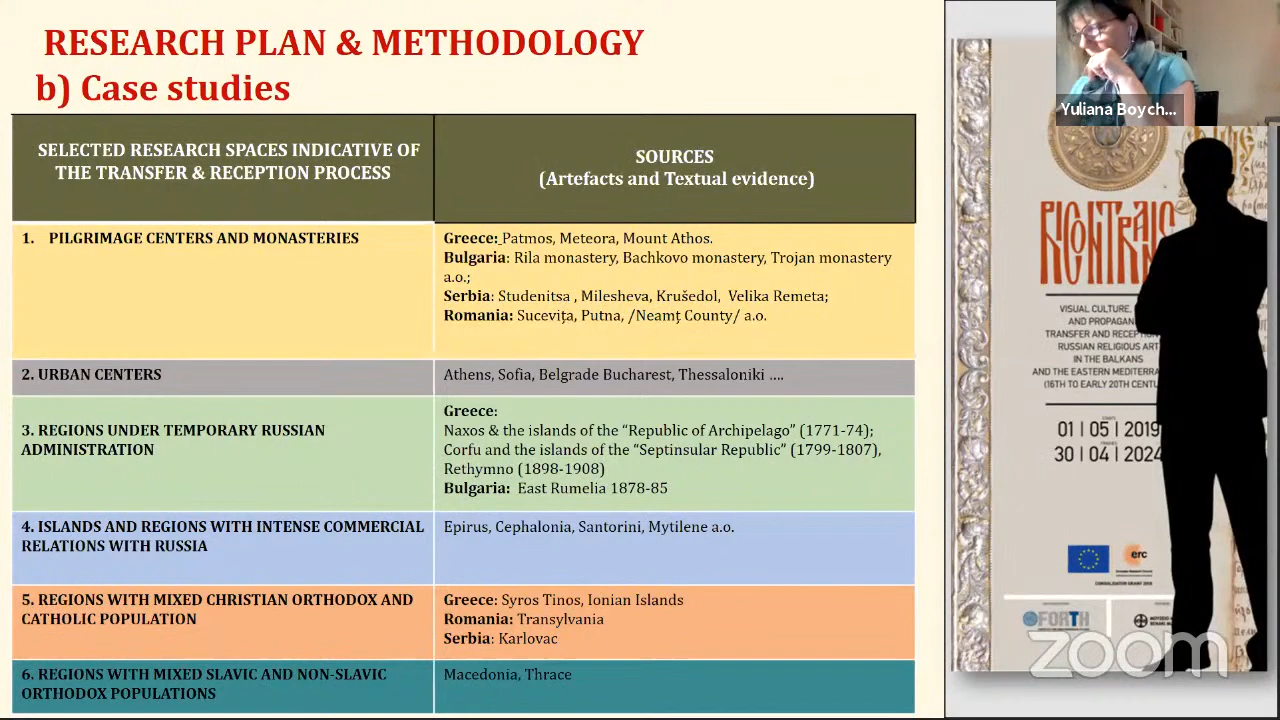 RESEARCH PLAN & METHODOLOGY
b) Case studies
SELECTED RESEARCH SPACES INDICATIVE OF
THE TRANSFER & RECEPTION PROCESS
SOURCES
(Artefacts and Textual evidence)
1. PILGRIMAGE CENTERS AND MONASTERIES
Greece: Patmos, Meteora, Mount Athos.
Bulgaria: Rila monastery, Bachkovo monastery, Trojan monastery
a.o.;
Serbia: Studenitsa , Milesheva, Krušedol, Velika Remeta;
Romania: Sucevița, Putna, /Neamț County/ a.o.
2. URBAN CENTERS
Athens, Sofia, Belgrade Bucharest, Thessaloniki ....
3. REGIONS UNDER TEMPORARY RUSSIAN
ADMINISTRATION
Greece:
Naxos & the islands of the “Republic of Archipelago” (1771-74);
Corfu and the islands of the “Septinsular Republic” (1799-1807),
Rethymno (1898-1908)
Bulgaria: East Rumelia 1878-85
4. ISLANDS AND REGIONS WITH INTENSE COMMERCIAL
RELATIONS WITH RUSSIA
Epirus, Cephalonia, Santorini, Mytilene a.o.
5. REGIONS WITH MIXED CHRISTIAN ORTHODOX AND
CATHOLIC POPULATION
Greece: Syros Tinos, Ionian Islands
Romania: Transylvania
Serbia: Karlovac
6. REGIONS WITH MIXED SLAVIC AND NON-SLAVIC
ORTHODOX POPULATIONS
Macedonia, Thrace
Yuliana Boych...
VISUAL CULTURE,
AND PROPAGAN
TRANSFER AND RECEPTI
RUSSIAN RELIGIOUS ART
IN THE BALKANS
AND THE EASTERN MEDITERRA
(16TH TO EARLY 20TH CENTU
01 | 05 | 2019
30 | 04 | 2024
erc
FORTH
zoom